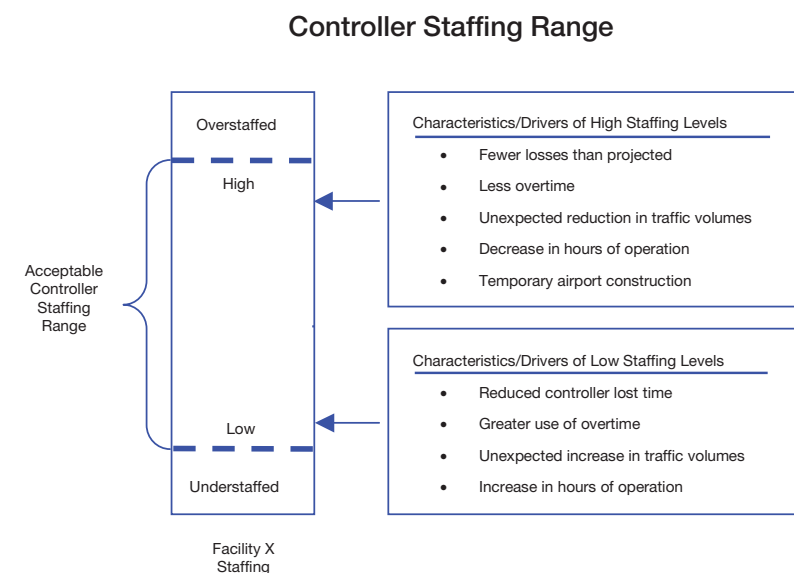 Controller Staffing Range
Overstaffed
High
Acceptable
Controller
Staffing
Range
Low
Understaffed
Facility X
Staffing
Characteristics/Drivers of High Staffing Levels
• Fewer losses than projected
• Less overtime
• Unexpected reduction in traffic volumes
• Decrease in hours of operation
• Temporary airport construction
Characteristics/Drivers of Low Staffing Levels
• Reduced controller lost time
• Greater use of overtime
• Unexpected increase in traffic volumes
• Increase in hours of operation